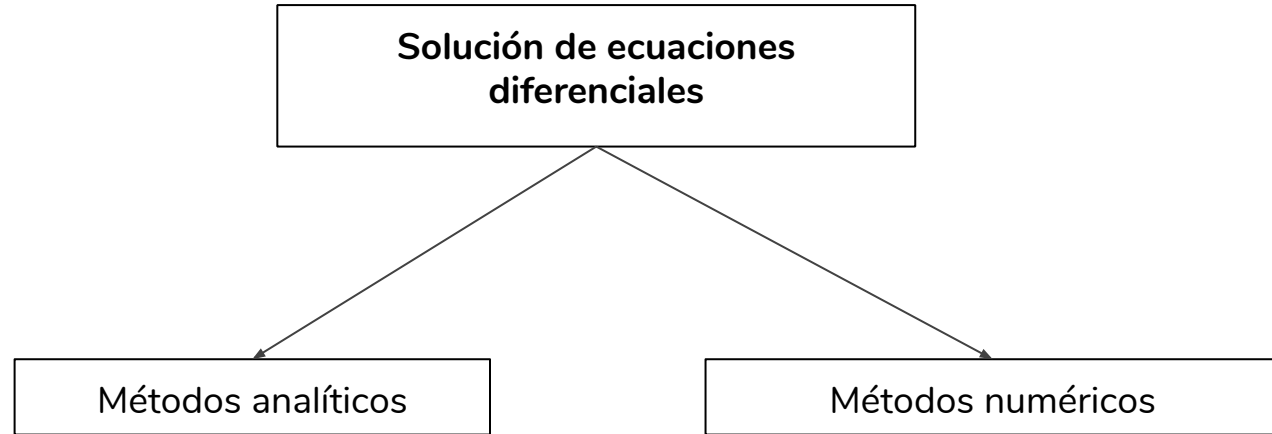 Solución de ecuaciones
diferenciales
Métodos analíticos
Métodos numéricos